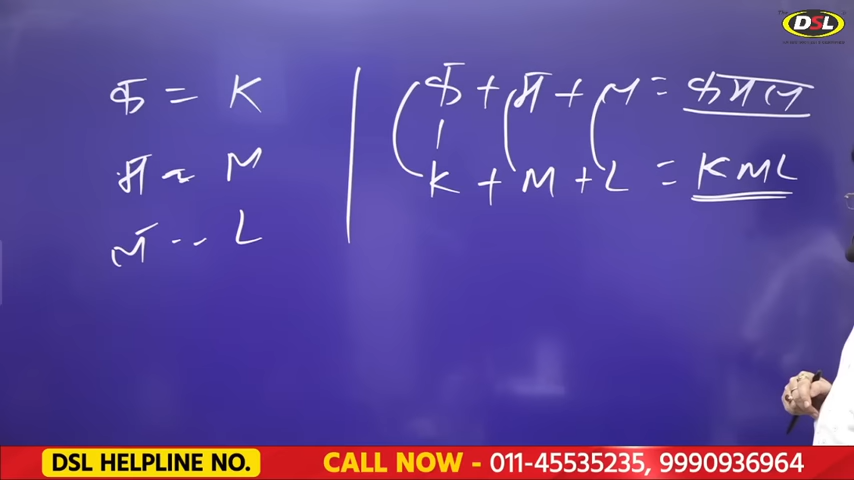 DSL
क = K
म = M
ल -- L
क + म + ल = कमल
K + M + L = KML
DSL HELPLINE NO. CALL NOW - 011-45535235, 9990936964